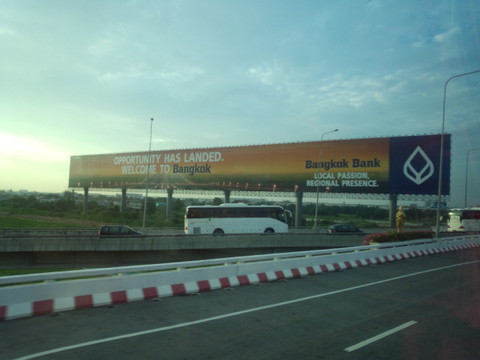 OPPORTUNITY HAS LANDED.
WELCOME TO Bangkok
Bangkok Bank
LOCAL PASSION,
REGIONAL PRESENCE.